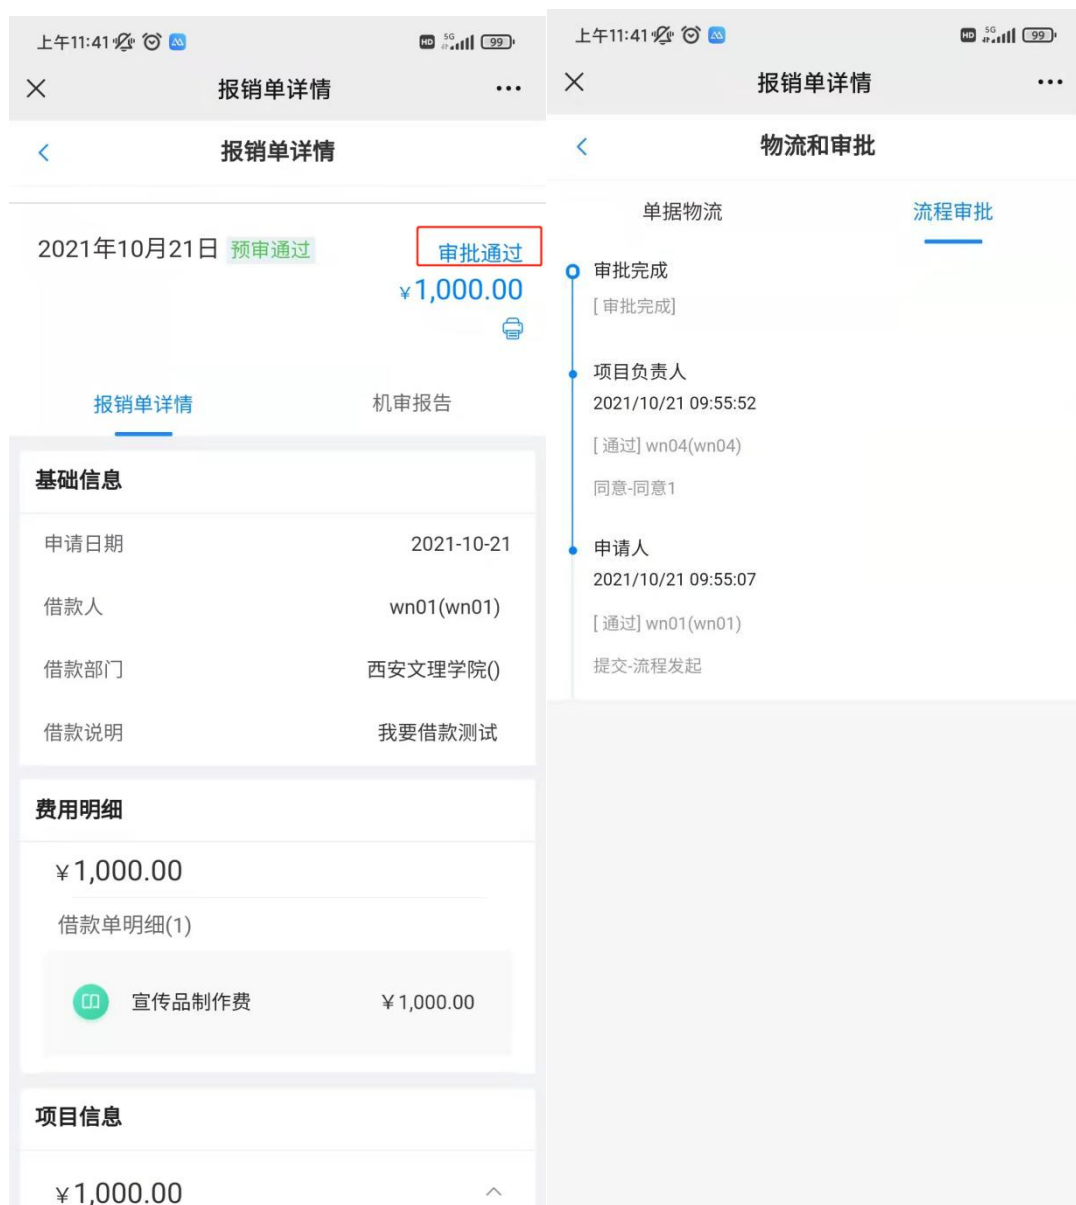 上午11:41
HD 5G 99
报销单详情
报销单详情
2021年10月21日 预审通过 审批通过
¥1,000.00
报销单详情 机审报告
基础信息
申请日期 2021-10-21
借款人 wn01(wn01)
借款部门 西安文理学院()
借款说明 我要借款测试
费用明细
¥1,000.00
借款单明细(1)
宣传品制作费 ¥1,000.00
项目信息
¥1,000.00
上午11:41
HD 5G 99
报销单详情
物流和审批
单据物流 流程审批
审批完成
[ 审批完成]
项目负责人
2021/10/21 09:55:52
[ 通过] wn04(wn04)
同意-同意1
申请人
2021/10/21 09:55:07
[ 通过] wn01(wn01)
提交-流程发起